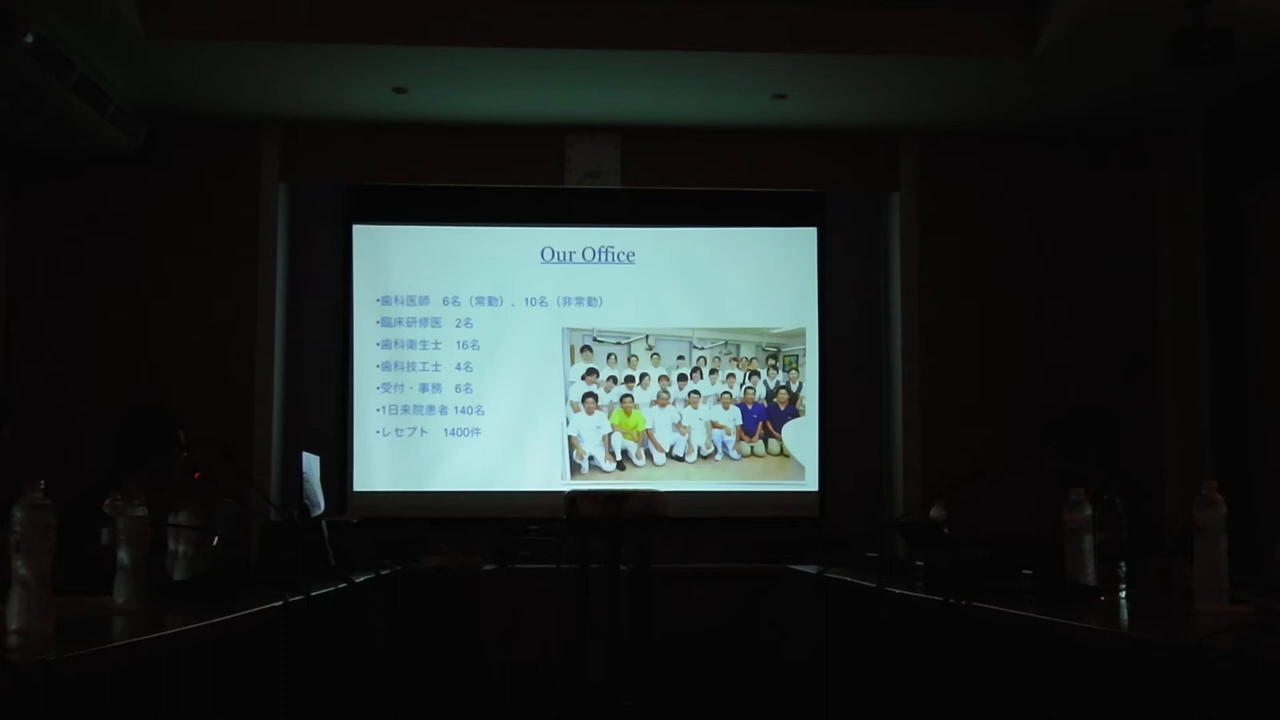 Our Office
•歯科医師　6名（常勤）、10名（非常勤）
•臨床研修医　2名
•歯科衛生士　16名
•歯科技工士　4名
•受付・事務　6名
•1日来院患者 140名
•レセプト　1400件